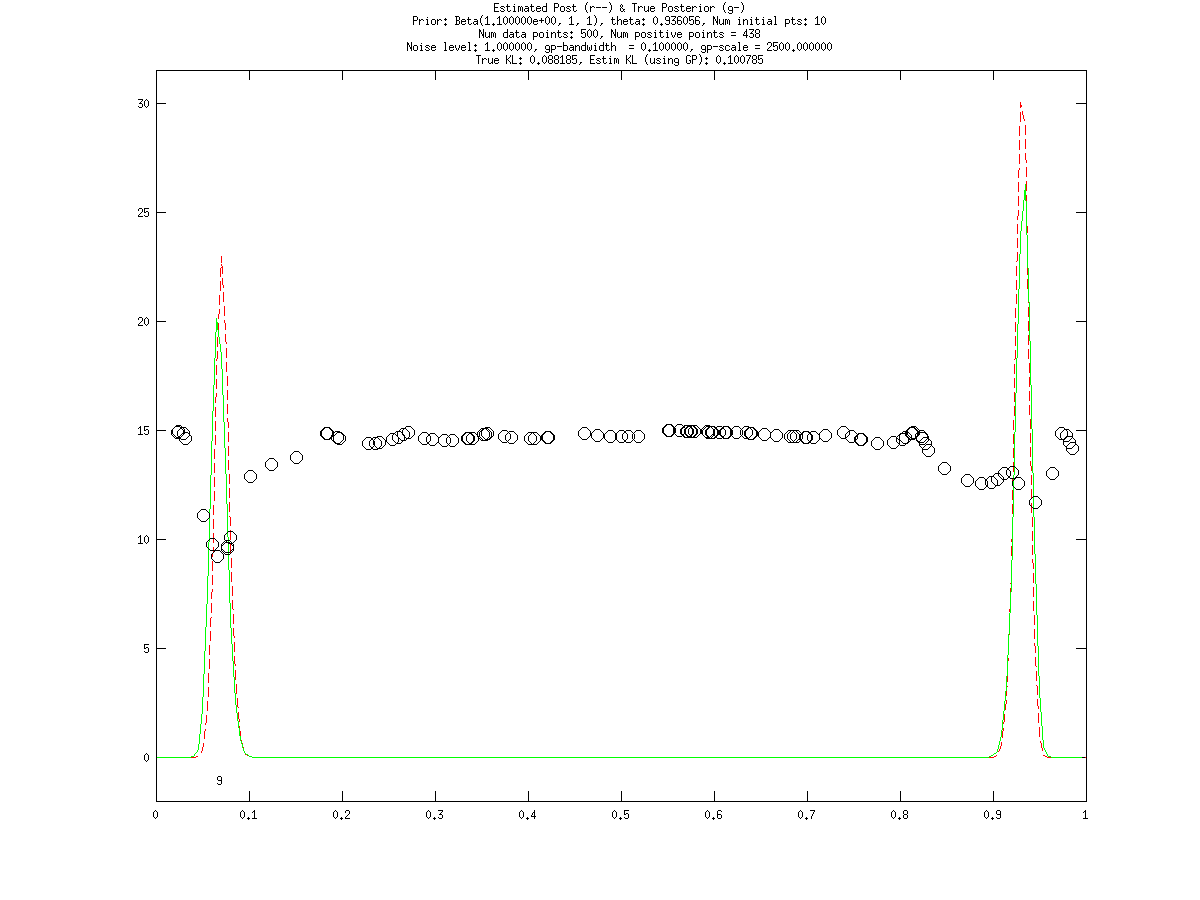 Estimated Post (r--) & True Posterior (g-)
Prior: Beta(1.100000e+00, 1, 1), theta: 0.936056, Num initial pts: 10
Num data points: 500, Num positive points = 438
Noise level: 1.000000, gp-bandwidth  = 0.100000, gp-scale = 2500.000000
True KL: 0.088185, Estim KL (using GP): 0.100785
30
25
20
15
10
5
0
9
0 0.1 0.2 0.3 0.4 0.5 0.6 0.7 0.8 0.9 1